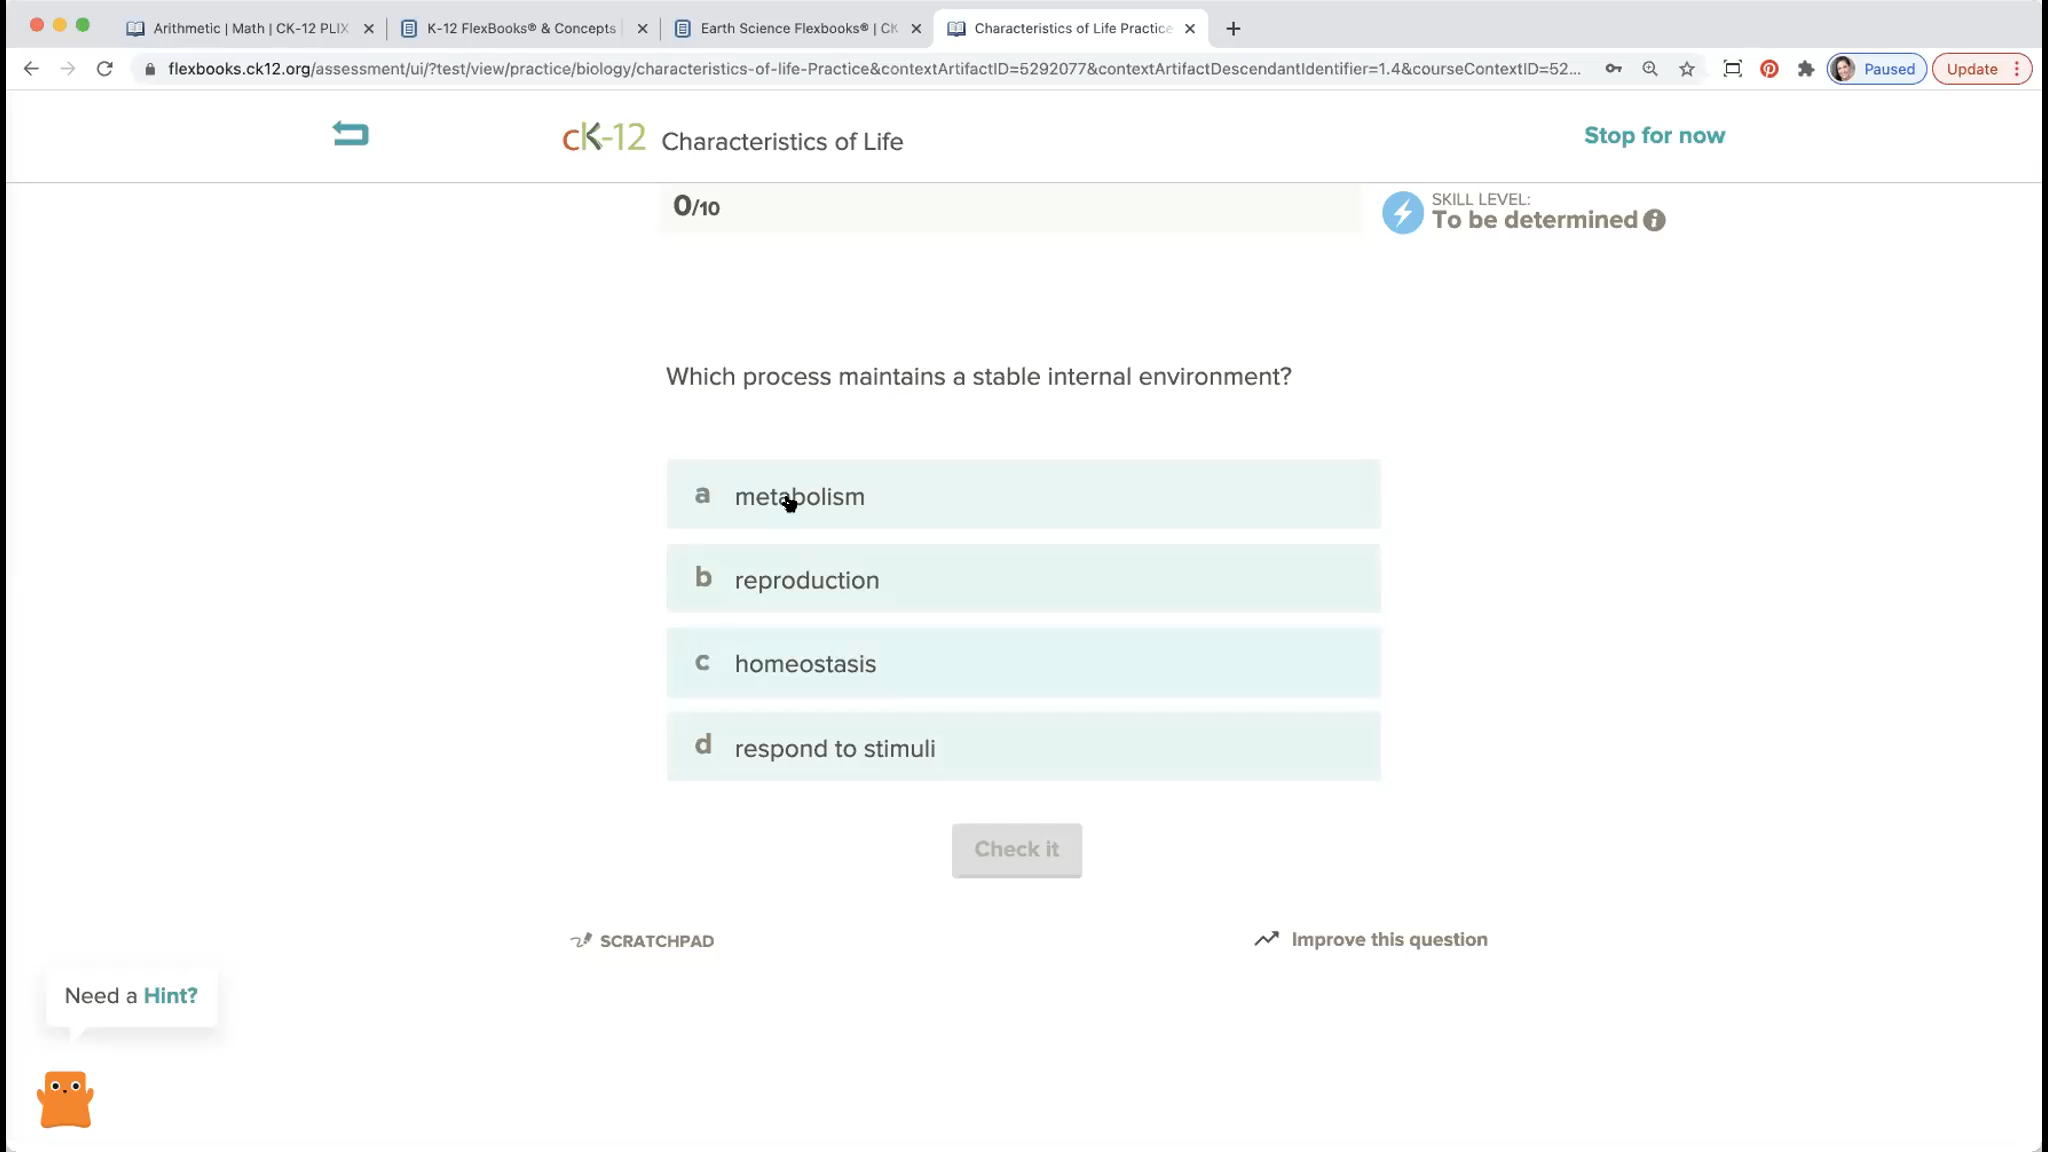 Arithmetic | Math | CK-12 PLIX
K-12 FlexBooks® & Concepts
Earth Science Flexbooks® | CK
Characteristics of Life Practice
flexbooks.ck12.org/assessment/ui/?test/view/practice/biology/characteristics-of-life-Practice&contextArtifactID=5292077&contextArtifactDescendantIdentifier=1.4&courseContextID=52...
Paused
Update
cK-12 Characteristics of Life
Stop for now
0/10
SKILL LEVEL:
To be determined
Which process maintains a stable internal environment?
a metabolism
b reproduction
c homeostasis
d respond to stimuli
Check it
SCRATCHPAD
Improve this question
Need a Hint?